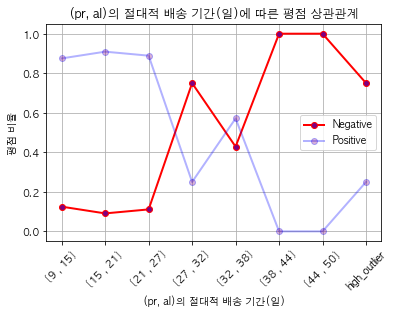 (pr, al)의 절대적 배송 기간(일)에 따른 평점 상관관계
평점 비율
1.0
0.8
0.6
0.4
0.2
0.0
Negative
Positive
[9 , 15)
[15 , 21)
[21 , 27)
[27 , 32)
[32 , 38)
[38 , 44)
[44 , 50)
hgh_outlier
(pr, al)의 절대적 배송 기간(일)